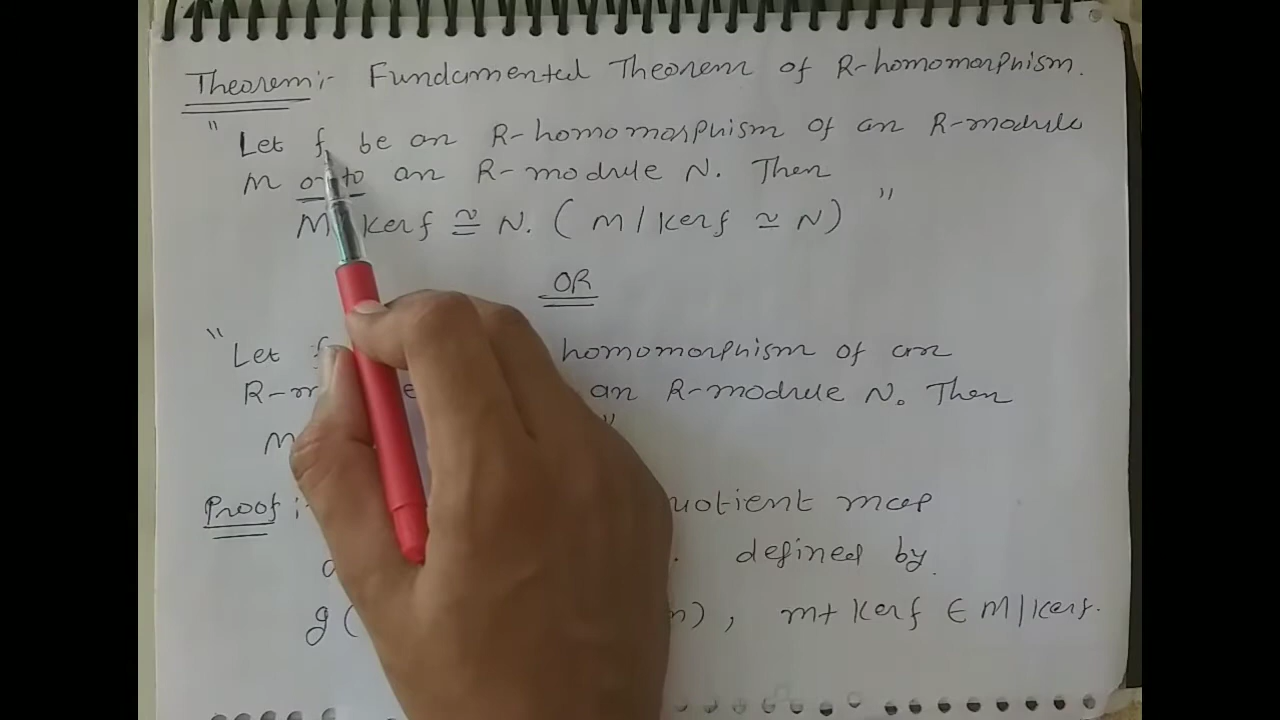 Theorem:- Fundamental Theorem of R-homomorphism.
"Let f be an R-homomorphism of an R-module
M onto an R-module N. Then
M/kerf ≅ N. (M/kerf ≃ N)"
OR
"Let f homomorphism of an
an R-module N. Then
M "
Proof :- quotient map
defined by
g( m), m+kerf ∈ M/kerf.